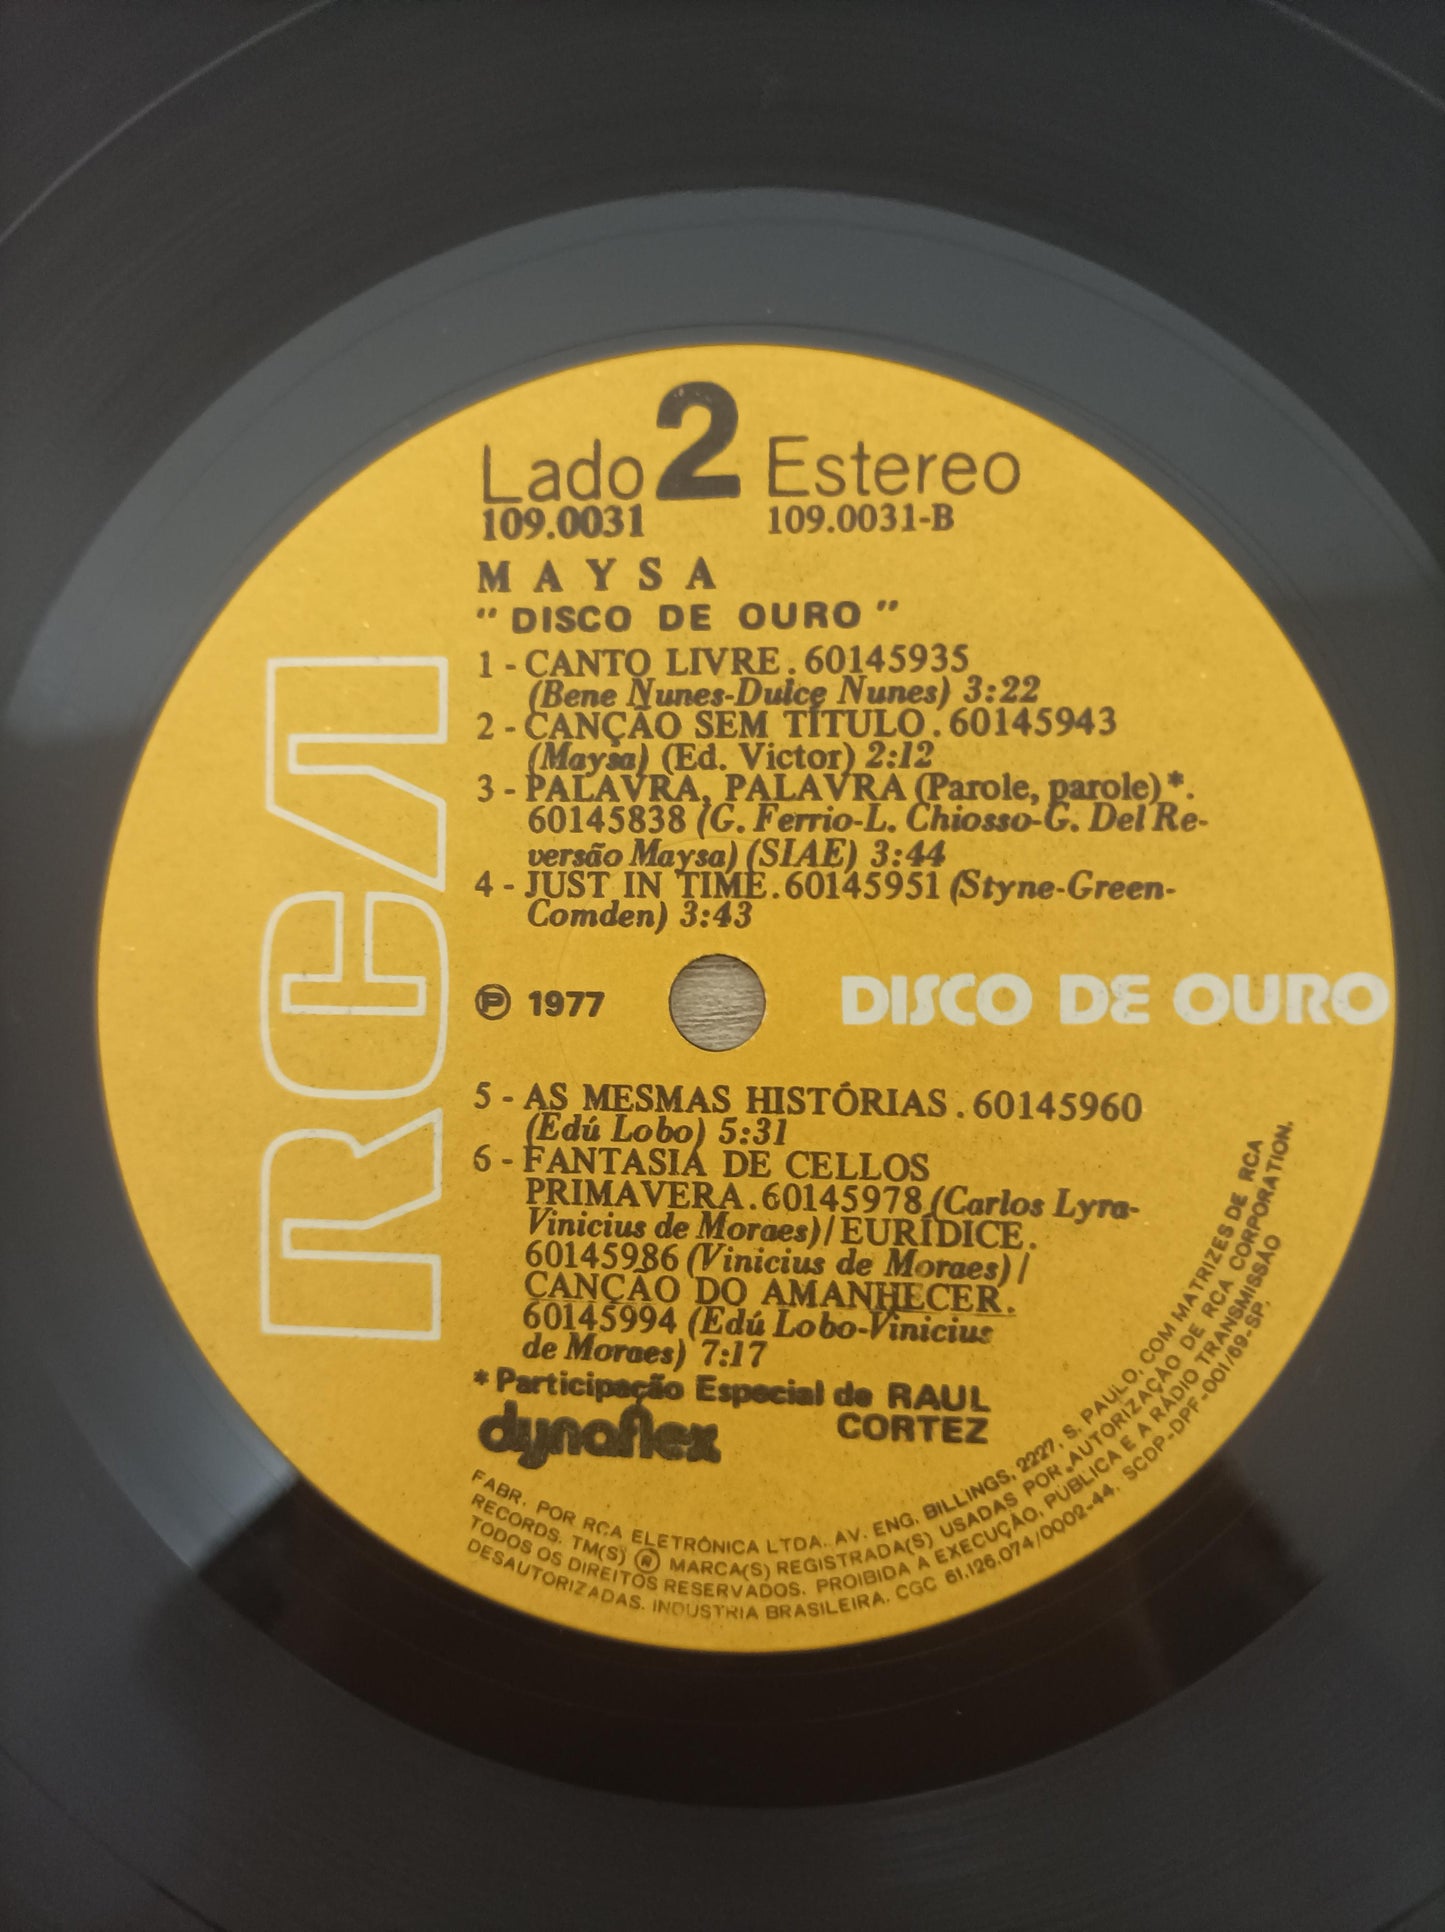 Lado 2 Estereo
109.0031 109.0031-B
MAYSA
"DISCO DE OURO"
1 - CANTO LIVRE. 60145935
(Bene Nunes-Dulce Nunes) 3:22
2 - CANÇÃO SEM TÍTULO. 60145943
(Maysa) (Ed. Victor) 2:12
3 - PALAVRA, PALAVRA (Parole, parole)*.
60145838 (G. Ferrio-L. Chiosso-G. Del Re-
versão Maysa) (SIAE) 3:44
4 - JUST IN TIME. 60145951 (Styne-Green-
Comden) 3:43
RCA
Ⓟ 1977
DISCO DE OURO
5 - AS MESMAS HISTÓRIAS. 60145960
(Edú Lobo) 5:31
6 - FANTASIA DE CELLOS
PRIMAVERA. 60145978 (Carlos Lyra-
Vinicius de Moraes)/EURÍDICE.
60145986 (Vinicius de Moraes)/
CANÇÃO DO AMANHECER.
60145994 (Edú Lobo-Vinicius
de Moraes) 7:17
* Participação Especial de RAUL
CORTEZ
dynaflex
FABR. POR RCA ELETRÔNICA LTDA. AV. ENG. BILLINGS, 2227, S. PAULO, COM MATRIZES DE RCA
RECORDS. TM(S) ® MARCA(S) REGISTRADA(S) USADAS POR AUTORIZAÇÃO DE RCA CORPORATION.
TODOS OS DIREITOS RESERVADOS. PROIBIDA A EXECUÇÃO, PÚBLICA E A RÁDIO TRANSMISSÃO
DESAUTORIZADAS. INDÚSTRIA BRASILEIRA. CGC 61.126.074/0002-44. SCDP-DPF-001/69-SP.